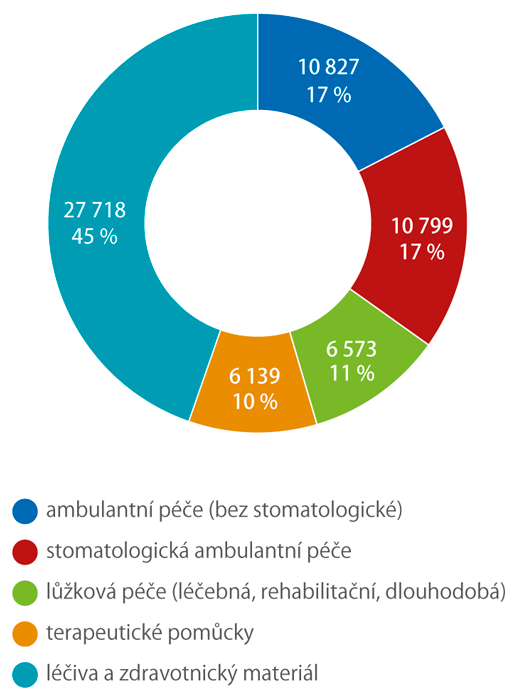 10 827
17 %
10 799
17 %
6 573
11 %
6 139
10 %
27 718
45 %
ambulantní péče (bez stomatologické)
stomatologická ambulantní péče
lůžková péče (léčebná, rehabilitační, dlouhodobá)
terapeutické pomůcky
léčiva a zdravotnický materiál